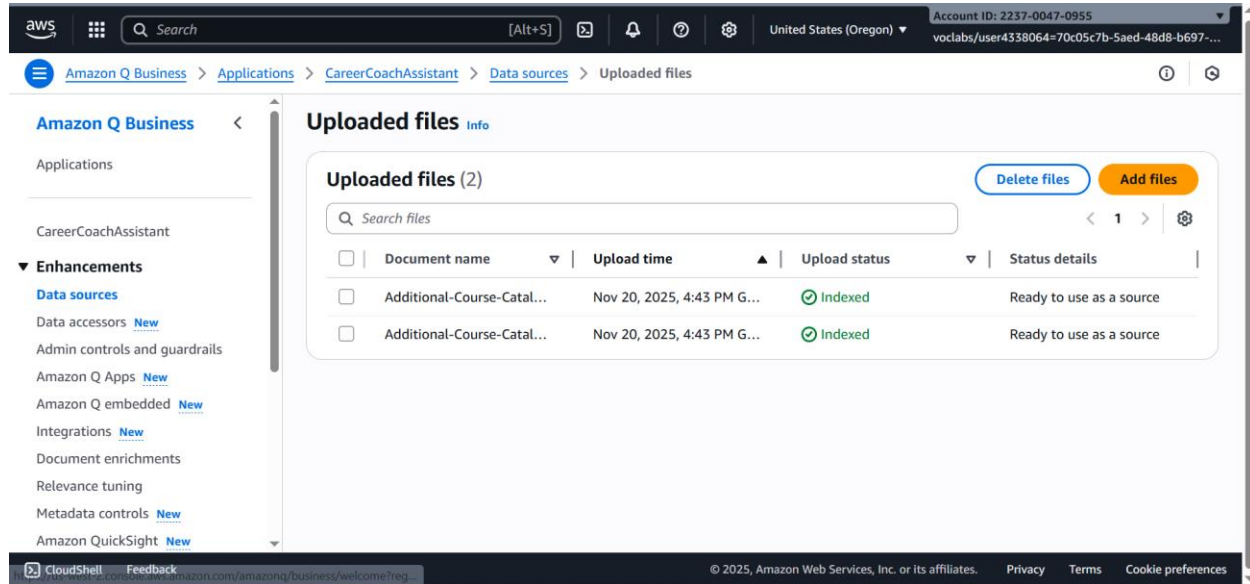 aws Search [Alt+S] United States (Oregon) Account ID: 2237-0047-0955
voclabs/user4338064=70c05c7b-5aed-48d8-b697-...
Amazon Q Business > Applications > CareerCoachAssistant > Data sources > Uploaded files
Amazon Q Business
Applications
CareerCoachAssistant
Enhancements
Data sources
Data accessors New
Admin controls and guardrails
Amazon Q Apps New
Amazon Q embedded New
Integrations New
Document enrichments
Relevance tuning
Metadata controls New
Amazon QuickSight New
Uploaded files Info
Uploaded files (2) Delete files Add files
Search files
1
Document name Upload time Upload status Status details
Additional-Course-Catal... Nov 20, 2025, 4:43 PM G... Indexed Ready to use as a source
Additional-Course-Catal... Nov 20, 2025, 4:43 PM G... Indexed Ready to use as a source
CloudShell Feedback © 2025, Amazon Web Services, Inc. or its affiliates. Privacy Terms Cookie preferences